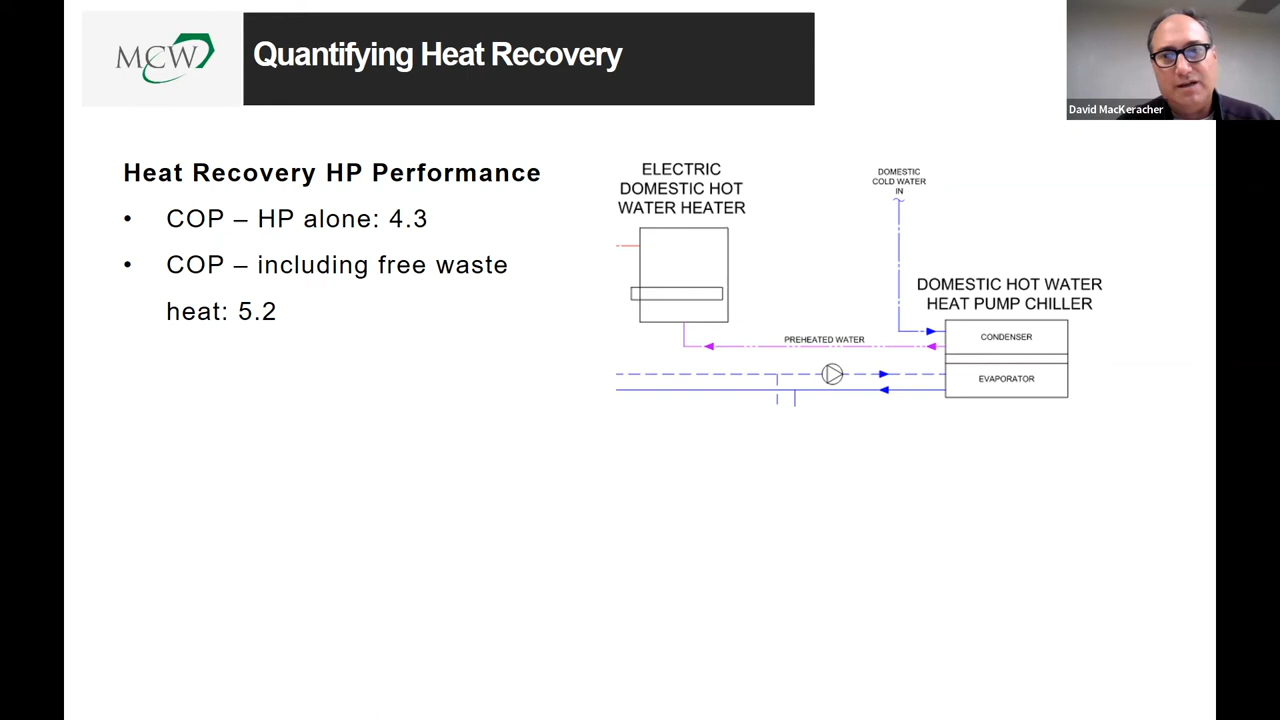 MCW
Quantifying Heat Recovery
David MacKeracher
Heat Recovery HP Performance
• COP – HP alone: 4.3
• COP – including free waste
heat: 5.2
ELECTRIC
DOMESTIC HOT
WATER HEATER
DOMESTIC
COLD WATER
IN
DOMESTIC HOT WATER
HEAT PUMP CHILLER
PREHEATED WATER
CONDENSER
EVAPORATOR